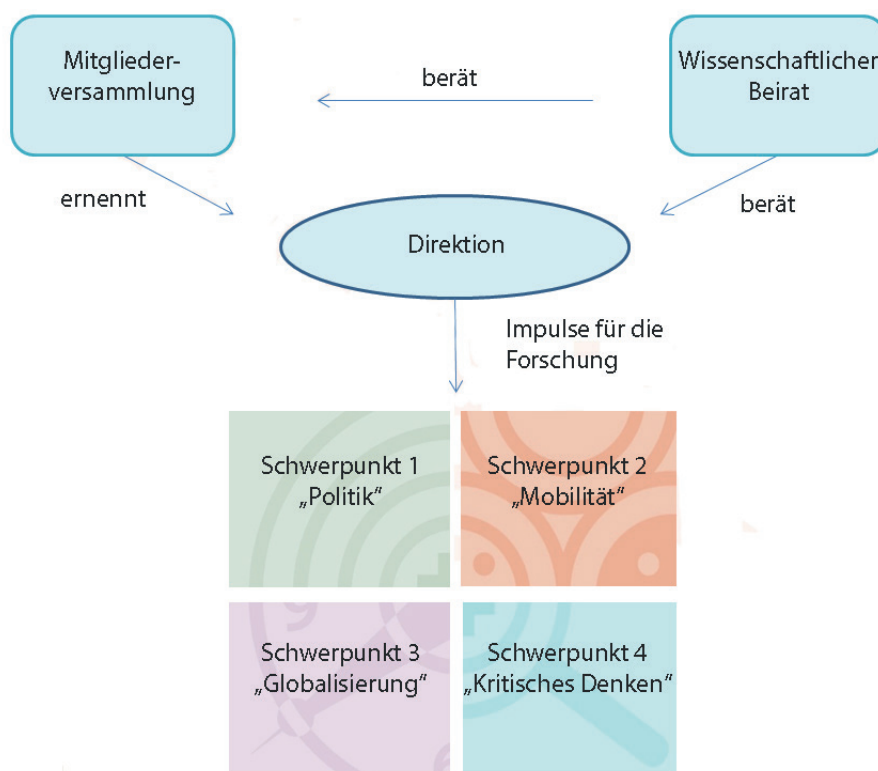 Mitglieder-
versammlung
berät
Wissenschaftlicher
Beirat
ernennt
berät
Direktion
Impulse für die
Forschung
Schwerpunkt 1
„Politik“
Schwerpunkt 2
„Mobilität“
Schwerpunkt 3
„Globalisierung“
Schwerpunkt 4
„Kritisches Denken“